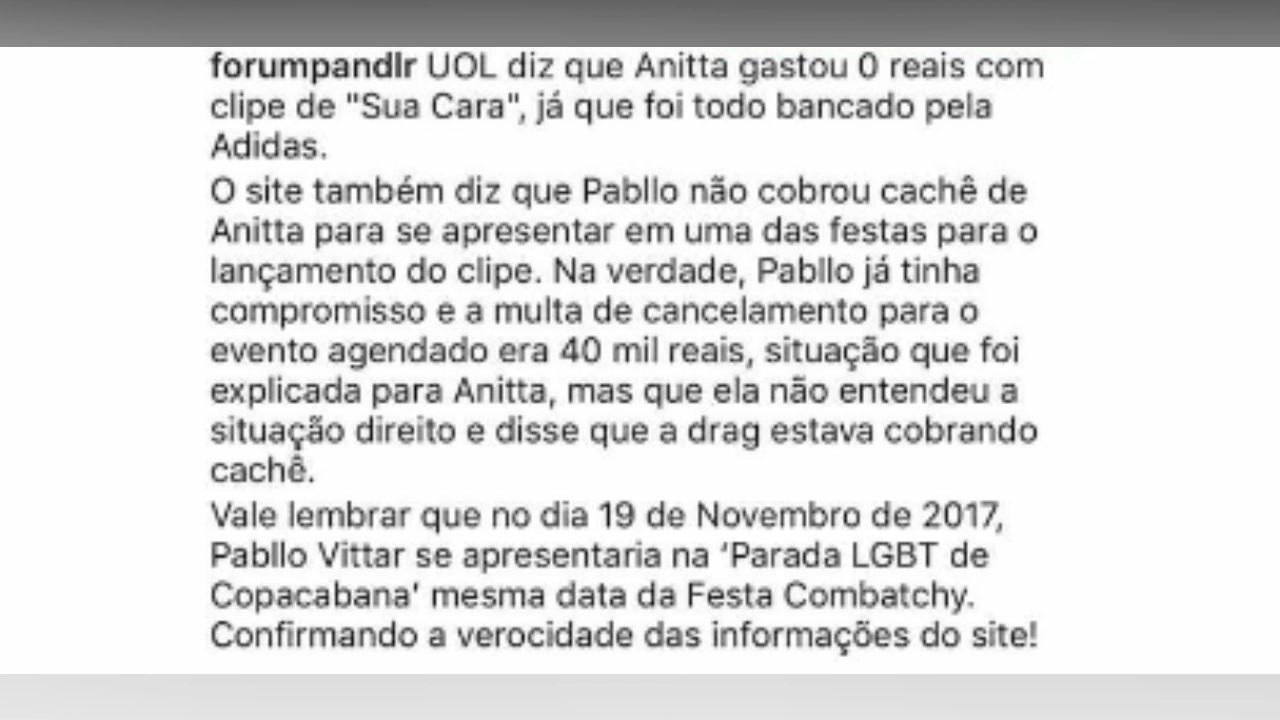 forumpandlr UOL diz que Anitta gastou 0 reais com
clipe de "Sua Cara", já que foi todo bancado pela
Adidas.
O site também diz que Pabllo não cobrou cachê de
Anitta para se apresentar em uma das festas para o
lançamento do clipe. Na verdade, Pabllo já tinha
compromisso e a multa de cancelamento para o
evento agendado era 40 mil reais, situação que foi
explicada para Anitta, mas que ela não entendeu a
situação direito e disse que a drag estava cobrando
cachê.
Vale lembrar que no dia 19 de Novembro de 2017,
Pabllo Vittar se apresentaria na ‘Parada LGBT de
Copacabana’ mesma data da Festa Combatchy.
Confirmando a verocidade das informações do site!